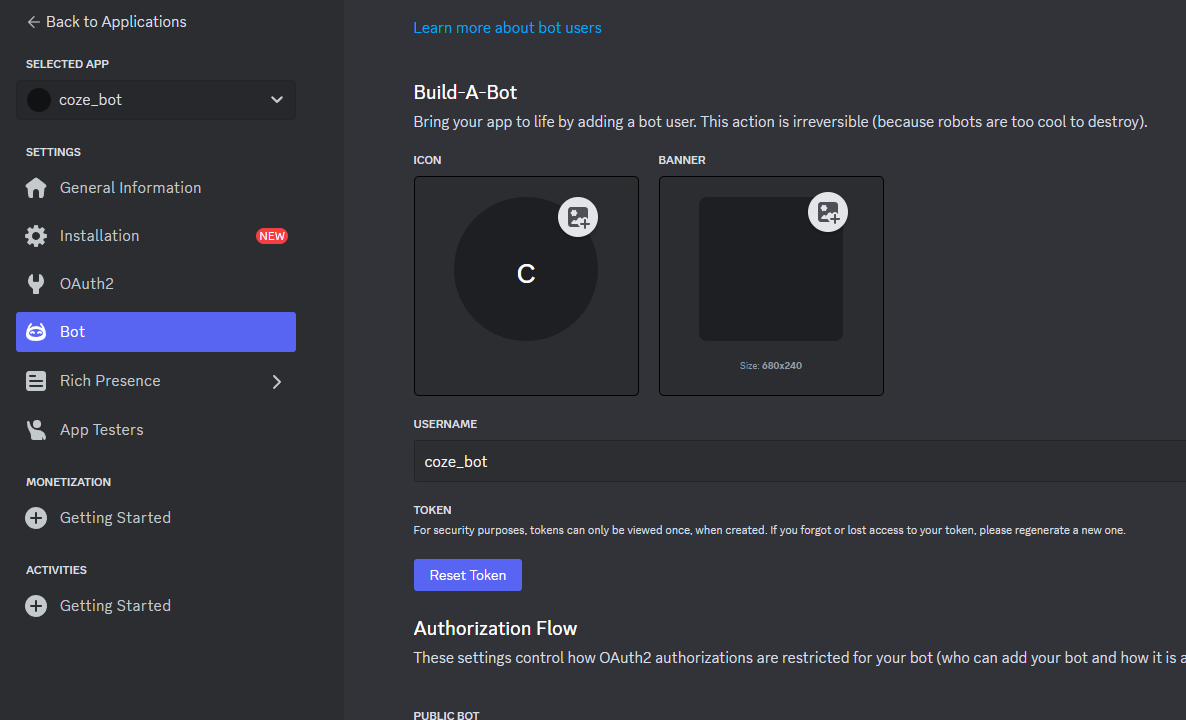 Back to Applications
SELECTED APP
coze_bot
SETTINGS
General Information
Installation
NEW
OAuth2
Bot
Rich Presence
App Testers
MONETIZATION
Getting Started
ACTIVITIES
Getting Started
Learn more about bot users
Build-A-Bot
Bring your app to life by adding a bot user. This action is irreversible (because robots are too cool to destroy).
ICON
BANNER
C
Size: 680x240
USERNAME
coze_bot
TOKEN
For security purposes, tokens can only be viewed once, when created. If you forgot or lost access to your token, please regenerate a new one.
Reset Token
Authorization Flow
These settings control how OAuth2 authorizations are restricted for your bot (who can add your bot and how it is a
PUBLIC BOT